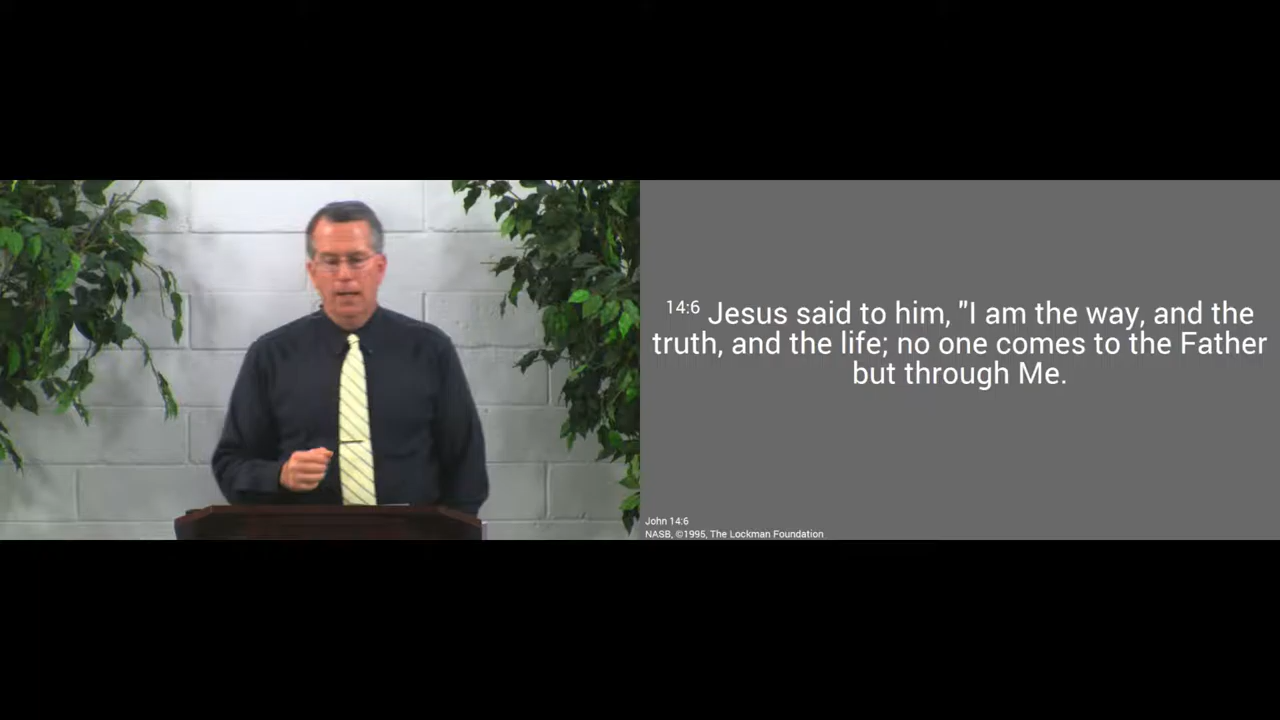 14:6 Jesus said to him, "I am the way, and the
truth, and the life; no one comes to the Father
but through Me.
John 14:6
NASB, ©1995, The Lockman Foundation